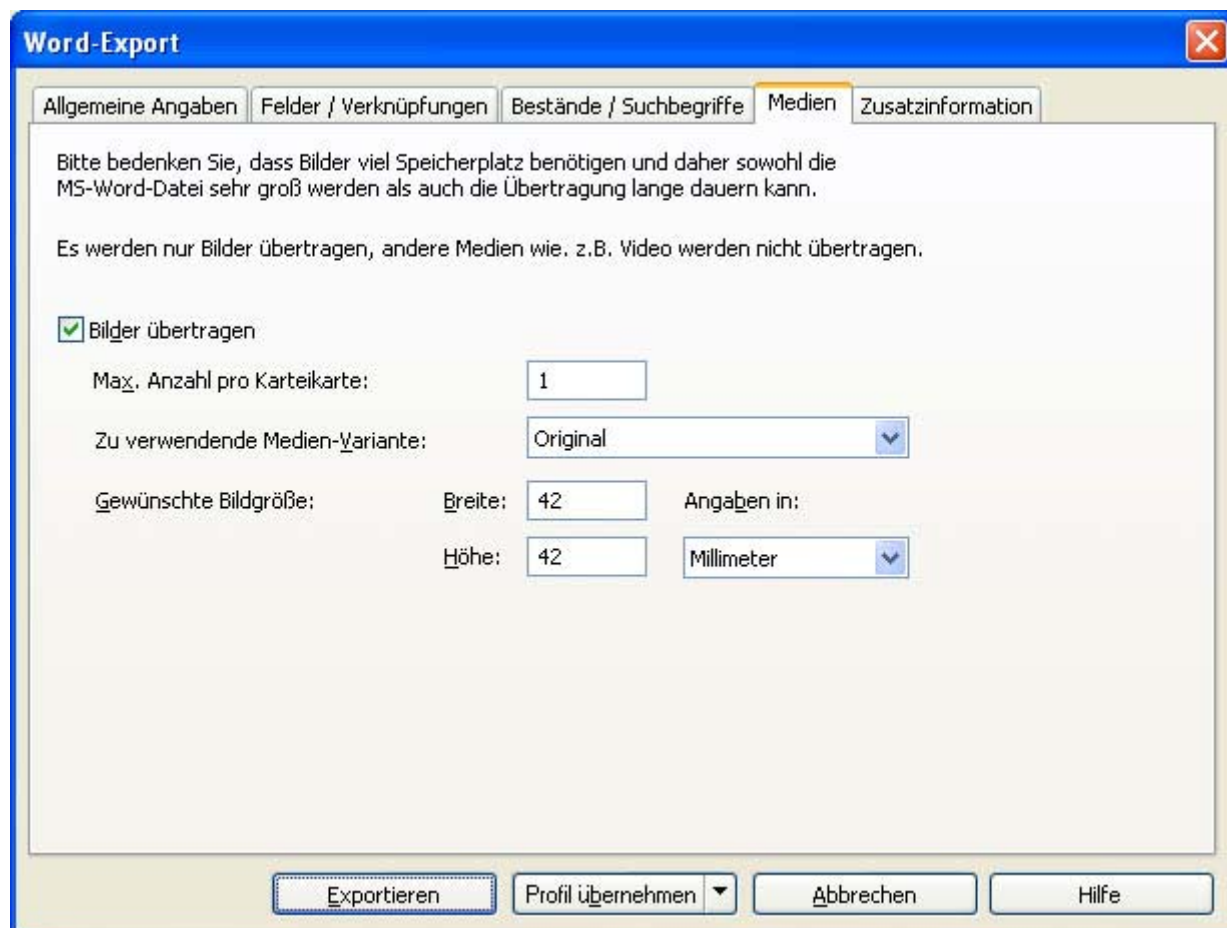 Word-Export
Allgemeine Angaben Felder / Verknüpfungen Bestände / Suchbegriffe Medien Zusatzinformation
Bitte bedenken Sie, dass Bilder viel Speicherplatz benötigen und daher sowohl die
MS-Word-Datei sehr groß werden als auch die Übertragung lange dauern kann.
Es werden nur Bilder übertragen, andere Medien wie. z.B. Video werden nicht übertragen.
Bilder übertragen
Max. Anzahl pro Karteikarte: 1
Zu verwendende Medien-Variante: Original
Gewünschte Bildgröße: Breite: 42 Angaben in:
Höhe: 42 Millimeter
Exportieren Profil übernehmen Abbrechen Hilfe